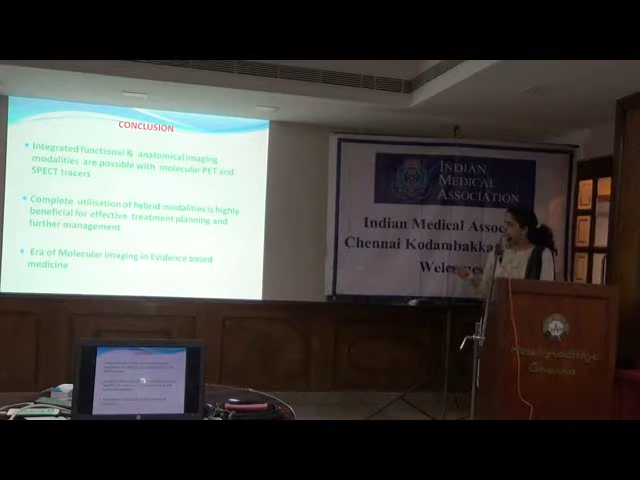 CONCLUSION
Integrated functional & anatomical imaging
modalities are possible with molecular PET and
SPECT tracers
Complete utilisation of hybrid modalities is highly
beneficial for effective treatment planning and
further management
Era of Molecular imaging in Evidence based
medicine
INDIAN
MEDICAL
ASSOCIATION
Indian Medical Assoc
Chennai Kodambakka
Wel
Chennai